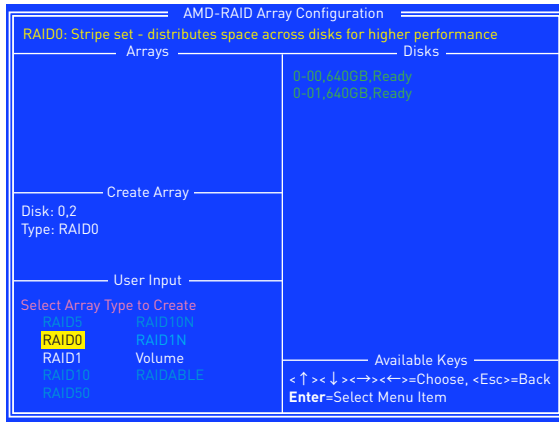 AMD-RAID Array Configuration
RAID0: Stripe set - distributes space across disks for higher performance
Arrays
Disks
0-00,640GB,Ready
0-01,640GB,Ready
Create Array
Disk: 0,2
Type: RAID0
User Input
Select Array Type to Create
RAID5 RAID10N
RAID0 RAID1N
RAID1 Volume
RAID10 RAIDABLE
RAID50
Available Keys
<↑><↓><→><←>=Choose, <Esc>=Back
Enter=Select Menu Item